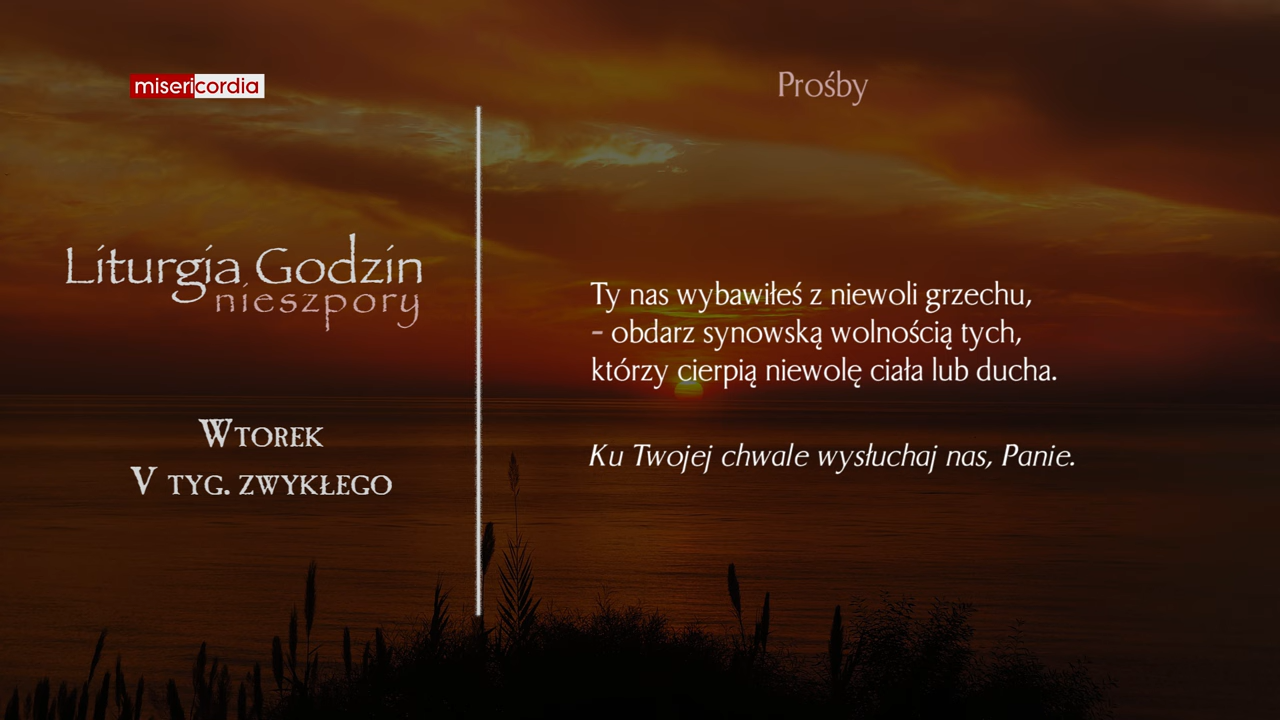 misericordia
Liturgia Godzin
nieszpory
Wtorek
V tyg. zwykłego
Prośby
Ty nas wybawiłeś z niewoli grzechu,
- obdarz synowską wolnością tych,
którzy cierpią niewolę ciała lub ducha.
Ku Twojej chwale wysłuchaj nas, Panie.